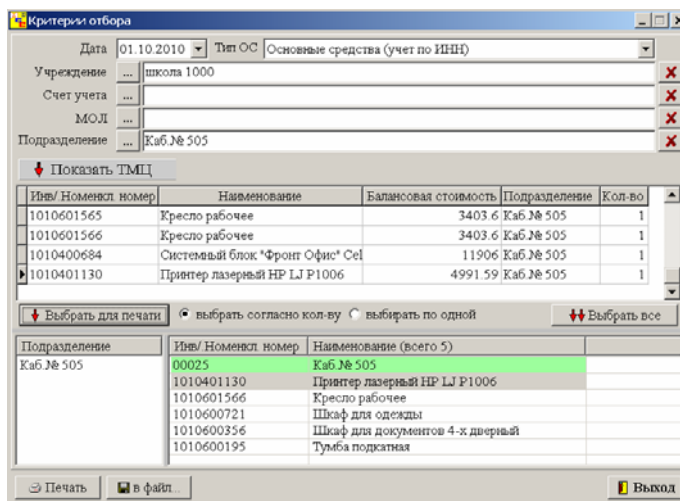 Критерии отбора
Дата 01.10.2010 Тип ОС Основные средства (учет по ИНН)
Учреждение ... школа 1000
Счет учета ...
МОЛ ...
Подразделение ... Каб.№ 505
Показать ТМЦ
Инв/.Номенкл. номер Наименование Балансовая стоимость Подразделение Кол-во
1010601565 Кресло рабочее 3403.6 Каб.№ 505 1
1010601566 Кресло рабочее 3403.6 Каб.№ 505 1
1010400684 Системный блок "Фронт Офис" Cel 11906 Каб.№ 505 1
1010401130 Принтер лазерный HP LJ P1006 4991.59 Каб.№ 505 1
Выбрать для печати выбрать согласно кол-ву выбирать по одной Выбрать все
Подразделение Инв/.Номенкл. номер Наименование (всего 5)
Каб.№ 505 00025 Каб.№ 505
1010401130 Принтер лазерный HP LJ P1006
1010601566 Кресло рабочее
1010600721 Шкаф для одежды
1010600356 Шкаф для документов 4-х дверный
1010600195 Тумба подкатная
Печать в файл... Выход